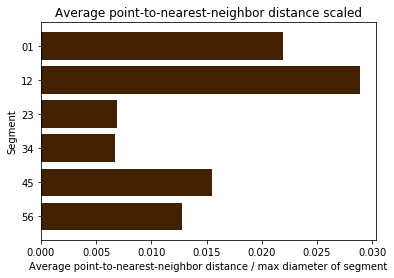 Average point-to-nearest-neighbor distance scaled
01
12
23
34
45
56
Segment
0.000 0.005 0.010 0.015 0.020 0.025 0.030
Average point-to-nearest-neighbor distance / max diameter of segment